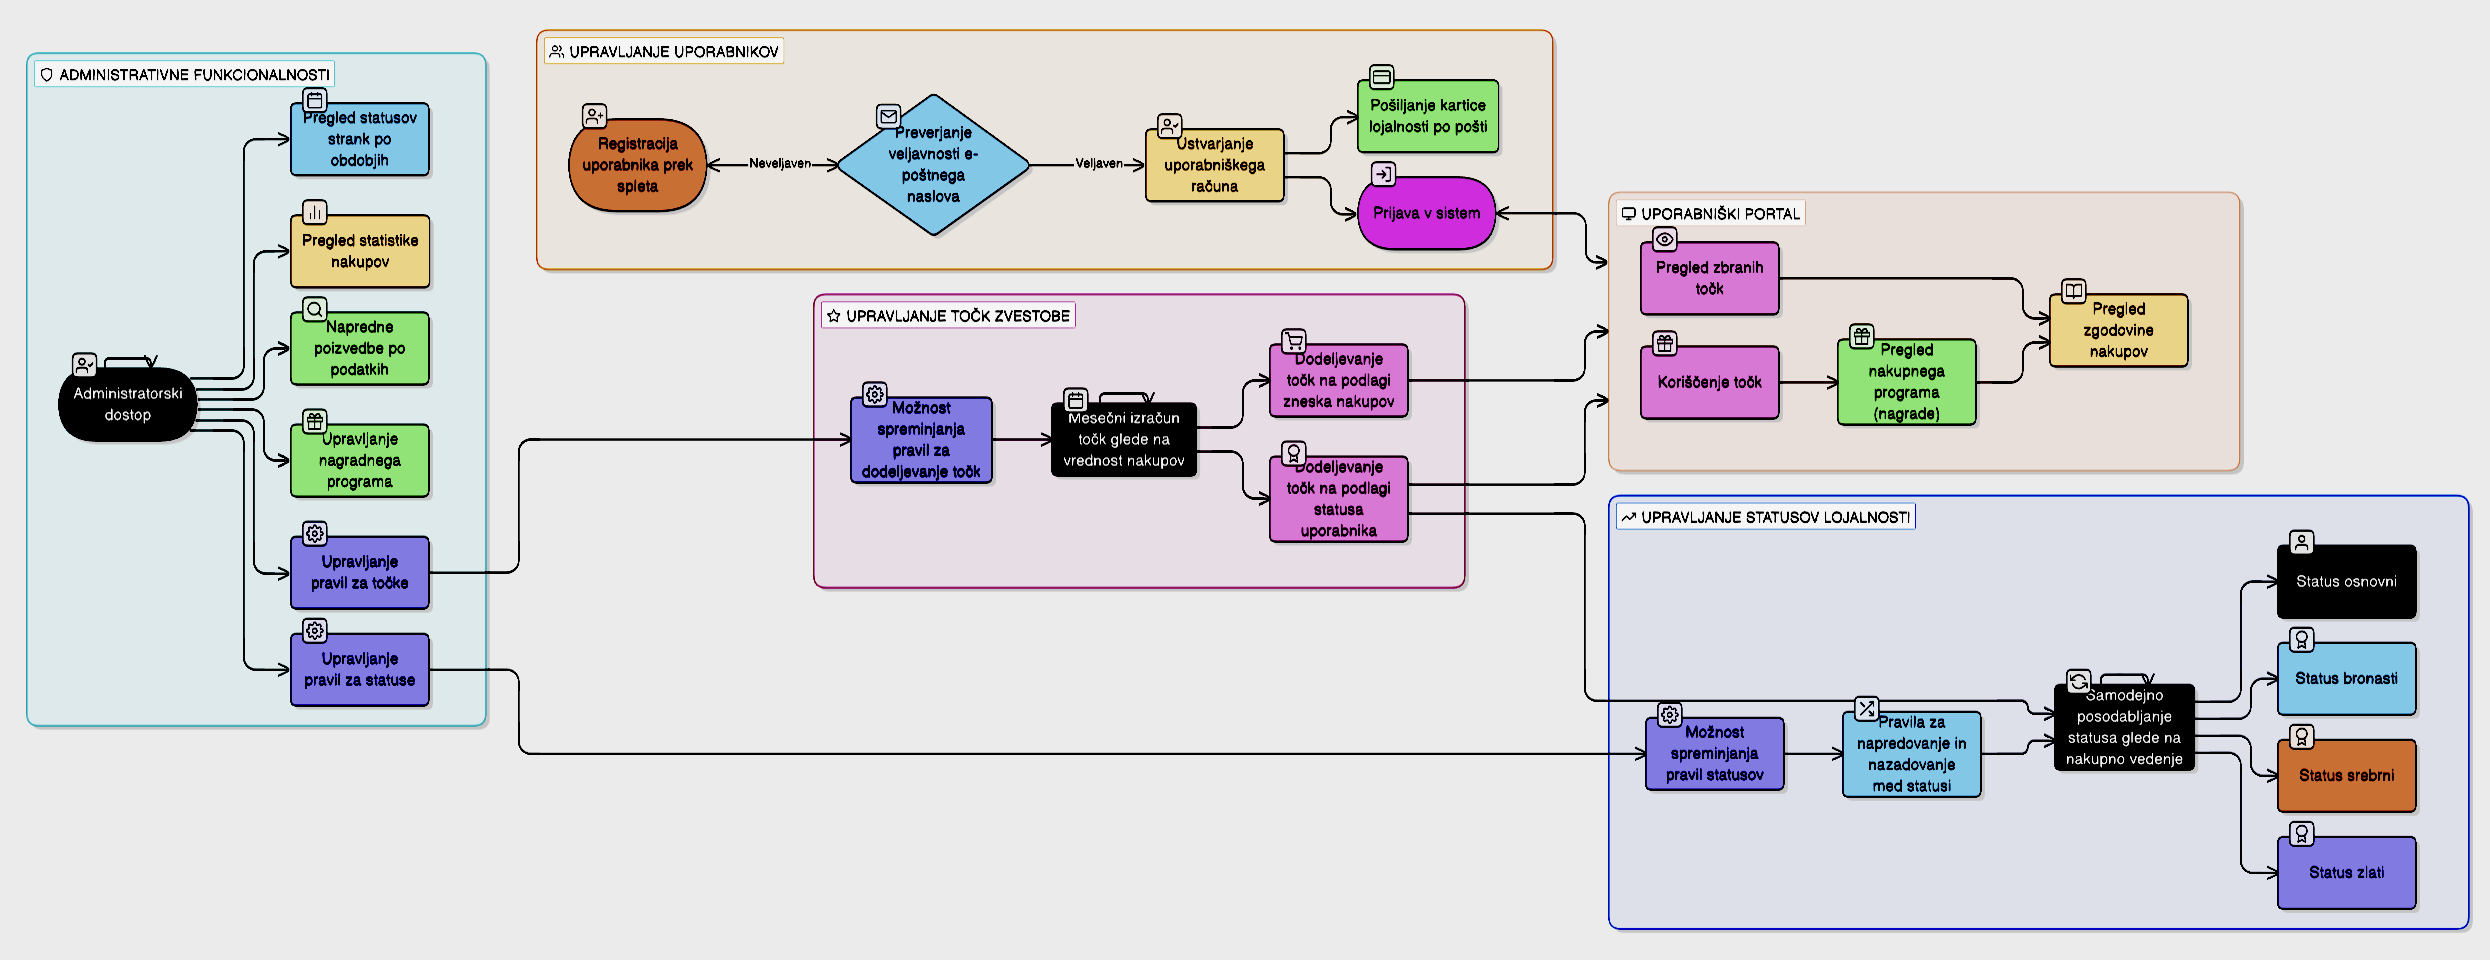 ADMINISTRATIVNE FUNKCIONALNOSTI
Administratorski
dostop
Pregled statusov
strank po
obdobjih
Pregled statistike
nakupov
Napredne
poizvedbe po
podatkih
Upravljanje
nagradnega
programa
Upravljanje
pravil za točke
Upravljanje
pravil za statuse
UPRAVLJANJE UPORABNIKOV
Registracija
uporabnika prek
spleta
Neveljaven
Preverjanje
veljavnosti e-
poštnega
naslova
Veljaven
Ustvarjanje
uporabniškega
računa
Pošiljanje kartice
lojalnosti po pošti
Prijava v sistem
UPRAVLJANJE TOČK ZVESTOBE
Možnost
spreminjanja
pravil za
dodeljevanje točk
Mesečni izračun
točk glede na
vrednost nakupov
Dodeljevanje
točk na podlagi
zneska nakupov
Dodeljevanje
točk na podlagi
statusa
uporabnika
UPORABNIŠKI PORTAL
Pregled zbranih
točk
Koriščenje točk
Pregled
nakupnega
programa
(nagrade)
Pregled
zgodovine
nakupov
UPRAVLJANJE STATUSOV LOJALNOSTI
Možnost
spreminjanja
pravil statusov
Pravila za
napredovanje in
nazadovanje
med statusi
Samodejno
posodabljanje
statusa glede na
nakupno vedenje
Status osnovni
Status bronasti
Status srebrni
Status zlati